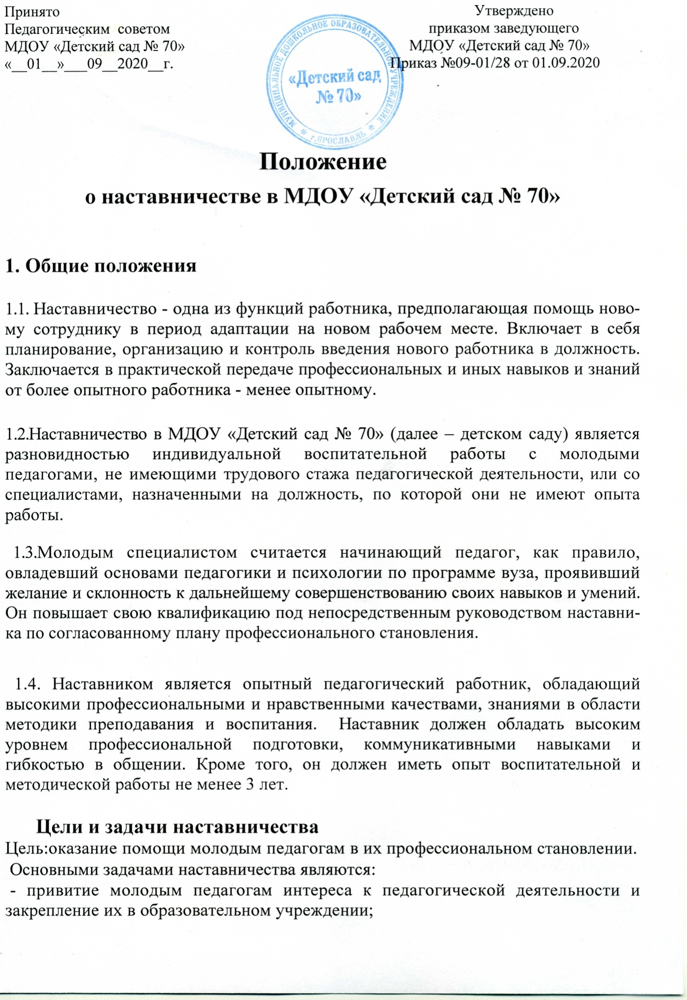 Принято
Педагогическим советом
МДОУ «Детский сад № 70»
«__01__»___09__2020__г.
Утверждено
приказом заведующего
МДОУ «Детский сад № 70»
Приказ №09-01/28 от 01.09.2020
МУНИЦИПАЛЬНОЕ ДОШКОЛЬНОЕ ОБРАЗОВАТЕЛЬНОЕ УЧРЕЖДЕНИЕ
* г.ЯРОСЛАВЛЬ *
«Детский сад
№ 70»
Положение
о наставничестве в МДОУ «Детский сад № 70»
1. Общие положения
1.1. Наставничество - одна из функций работника, предполагающая помощь ново-
му сотруднику в период адаптации на новом рабочем месте. Включает в себя
планирование, организацию и контроль введения нового работника в должность.
Заключается в практической передаче профессиональных и иных навыков и знаний
от более опытного работника - менее опытному.
1.2.Наставничество в МДОУ «Детский сад № 70» (далее – детском саду) является
разновидностью индивидуальной воспитательной работы с молодыми
педагогами, не имеющими трудового стажа педагогической деятельности, или со
специалистами, назначенными на должность, по которой они не имеют опыта
работы.
1.3.Молодым специалистом считается начинающий педагог, как правило,
овладевший основами педагогики и психологии по программе вуза, проявивший
желание и склонность к дальнейшему совершенствованию своих навыков и умений.
Он повышает свою квалификацию под непосредственным руководством наставни-
ка по согласованному плану профессионального становления.
1.4. Наставником является опытный педагогический работник, обладающий
высокими профессиональными и нравственными качествами, знаниями в области
методики преподавания и воспитания. Наставник должен обладать высоким
уровнем профессиональной подготовки, коммуникативными навыками и
гибкостью в общении. Кроме того, он должен иметь опыт воспитательной и
методической работы не менее 3 лет.
Цели и задачи наставничества
Цель:оказание помощи молодым педагогам в их профессиональном становлении.
Основными задачами наставничества являются:
- привитие молодым педагогам интереса к педагогической деятельности и
закрепление их в образовательном учреждении;